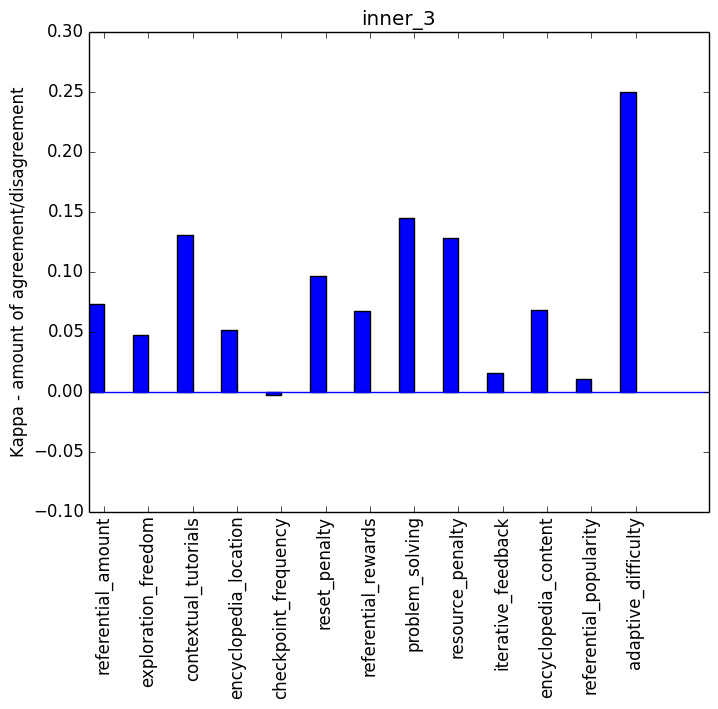 inner_3
Kappa - amount of agreement/disagreement
0.30
0.25
0.20
0.15
0.10
0.05
0.00
−0.05
−0.10
referential_amount
exploration_freedom
contextual_tutorials
encyclopedia_location
checkpoint_frequency
reset_penalty
referential_rewards
problem_solving
resource_penalty
iterative_feedback
encyclopedia_content
referential_popularity
adaptive_difficulty